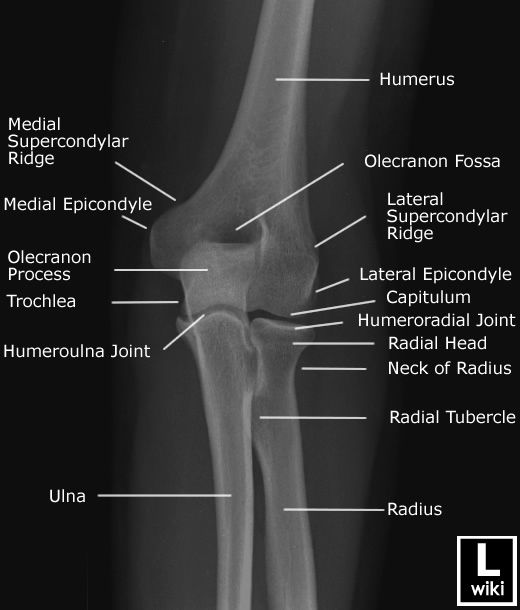 Humerus
Medial
Supercondylar
Ridge
Olecranon Fossa
Medial Epicondyle
Lateral
Supercondylar
Ridge
Olecranon
Process
Lateral Epicondyle
Trochlea
Capitulum
Humeroradial Joint
Humeroulna Joint
Radial Head
Neck of Radius
Radial Tubercle
Ulna
Radius
L
wiki